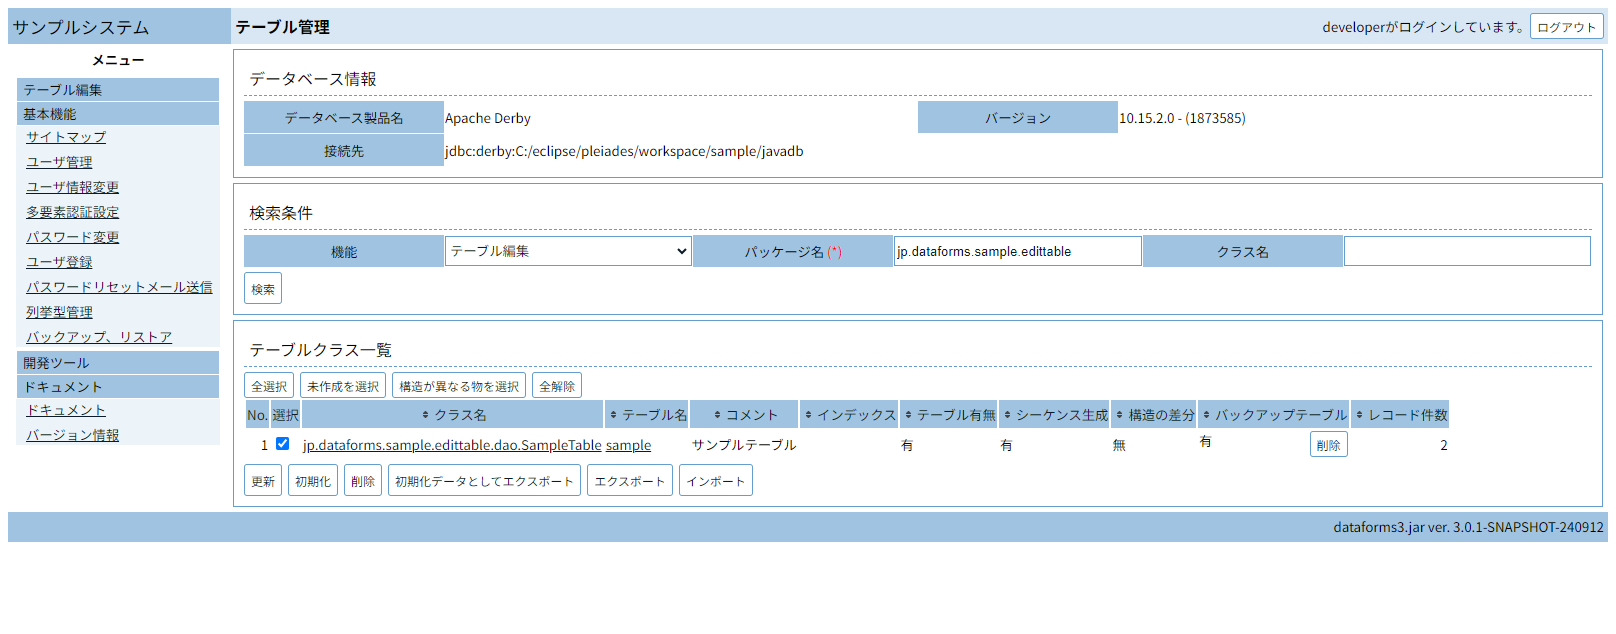 サンプルシステム
テーブル管理
developerがログインしています。 ログアウト
メニュー
テーブル編集
基本機能
サイトマップ
ユーザ管理
ユーザ情報変更
多要素認証設定
パスワード変更
ユーザ登録
パスワードリセットメール送信
列挙型管理
バックアップ、リストア
開発ツール
ドキュメント
ドキュメント
バージョン情報
データベース情報
データベース製品名 Apache Derby バージョン 10.15.2.0 - (1873585)
接続先 jdbc:derby:C:/eclipse/pleiades/workspace/sample/javadb
検索条件
機能 テーブル編集 パッケージ名 (*) jp.dataforms.sample.edittable クラス名
検索
テーブルクラス一覧
全選択 未作成を選択 構造が異なる物を選択 全解除
No. 選択 クラス名 テーブル名 コメント インデックス テーブル有無 シーケンス生成 構造の差分 バックアップテーブル レコード件数
1 jp.dataforms.sample.edittable.dao.SampleTable sample サンプルテーブル 有 有 無 有 削除 2
更新 初期化 削除 初期化データとしてエクスポート エクスポート インポート
dataforms3.jar ver. 3.0.1-SNAPSHOT-240912